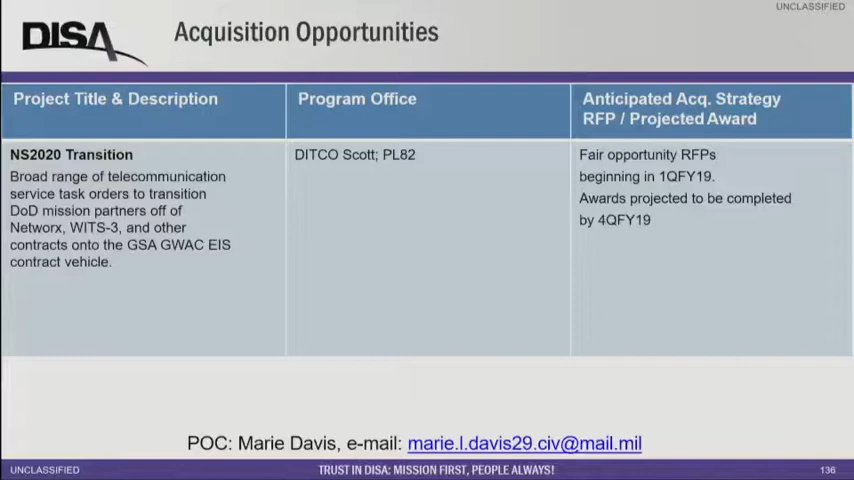 UNCLASSIFIED
DISA
Acquisition Opportunities
Project Title & Description
Program Office
Anticipated Acq. Strategy
RFP / Projected Award
NS2020 Transition
Broad range of telecommunication
service task orders to transition
DoD mission partners off of
Networx, WITS-3, and other
contracts onto the GSA GWAC EIS
contract vehicle.
DITCO Scott; PL82
Fair opportunity RFPs
beginning in 1QFY19.
Awards projected to be completed
by 4QFY19
POC: Marie Davis, e-mail: marie.l.davis29.civ@mail.mil
UNCLASSIFIED
TRUST IN DISA: MISSION FIRST, PEOPLE ALWAYS!
136